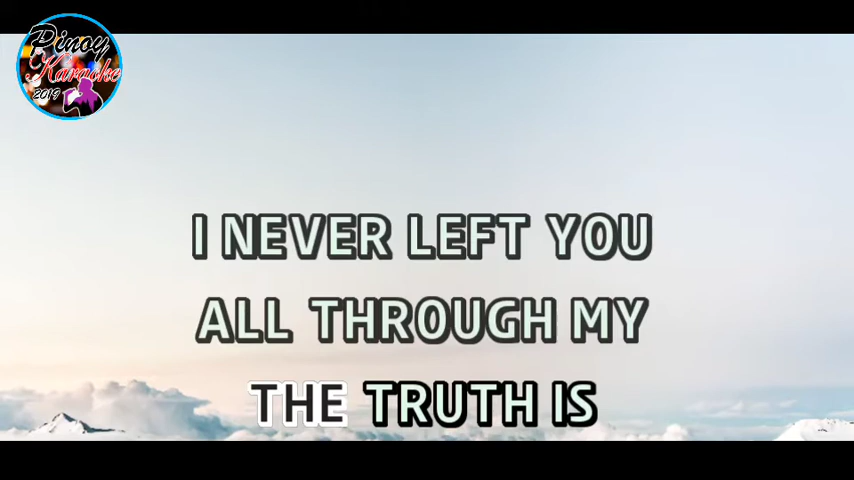 Pinoy
Karaoke
2019
I NEVER LEFT YOU
ALL THROUGH MY
THE TRUTH IS